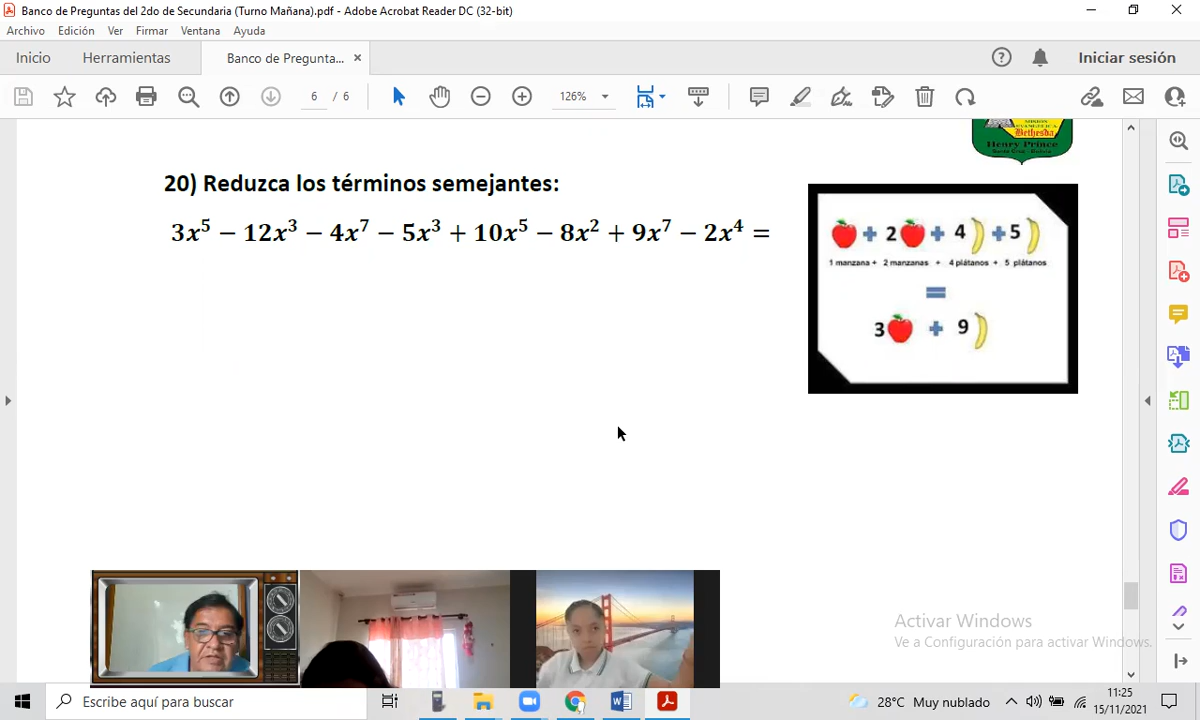 Banco de Preguntas del 2do de Secundaria (Turno Mañana).pdf - Adobe Acrobat Reader DC (32-bit)
Archivo Edición Ver Firmar Ventana Ayuda
Inicio Herramientas Banco de Pregunta... × Iniciar sesión
6 / 6 126%
Bethesda
Henry Prince
20) Reduzca los términos semejantes:
3x⁵ − 12x³ − 4x⁷ − 5x³ + 10x⁵ − 8x² + 9x⁷ − 2x⁴ =
+ 2 + 4 + 5
1 manzana + 2 manzanas + 4 plátanos + 5 plátanos
=
3 + 9
Activar Windows
Ve a Configuración para activar Windows.
Escribe aquí para buscar
28°C Muy nublado
11:25
15/11/2021